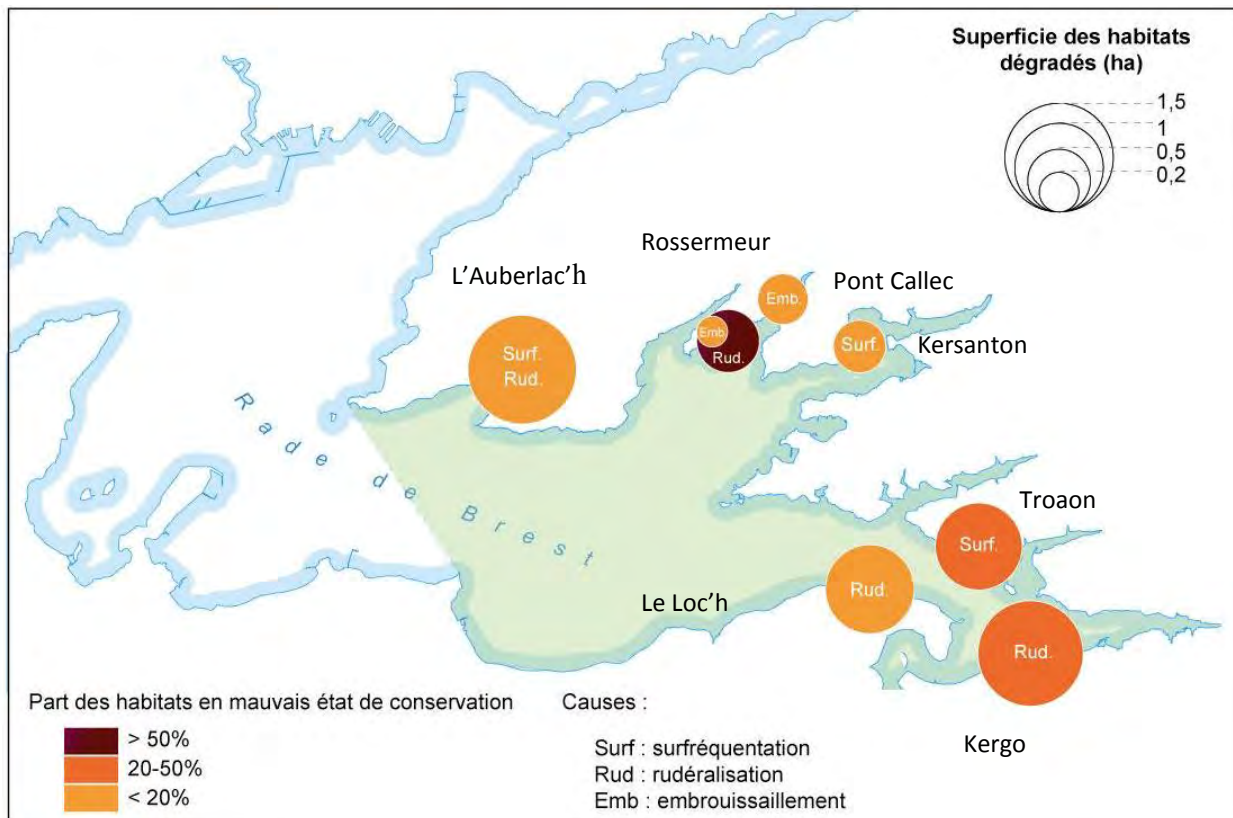 Superficie des habitats
dégradés (ha)
1,5
1
0,5
0,2
Rossermeur
L'Auberlac'h
Pont Callec
Emb.
Emb.
Rud.
Surf.
Kersanton
Surf.
Rud.
Rade de Brest
Troaon
Surf.
Le Loc'h
Rud.
Rud.
Kergo
Part des habitats en mauvais état de conservation
> 50%
20-50%
< 20%
Causes :
Surf : surfréquentation
Rud : rudéralisation
Emb : embrouissaillement